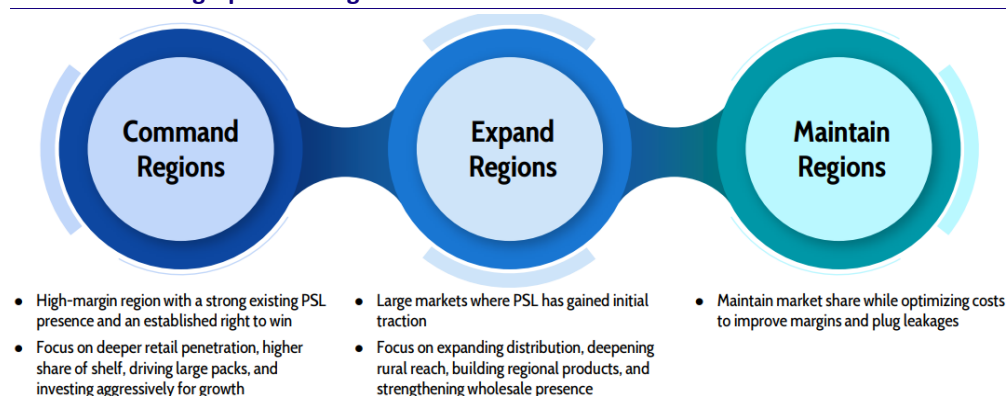 Command
Regions
Expand
Regions
Maintain
Regions
● High-margin region with a strong existing PSL
presence and an established right to win
● Focus on deeper retail penetration, higher
share of shelf, driving large packs, and
investing aggressively for growth
● Large markets where PSL has gained initial
traction
● Focus on expanding distribution, deepening
rural reach, building regional products, and
strengthening wholesale presence
● Maintain market share while optimizing costs
to improve margins and plug leakages